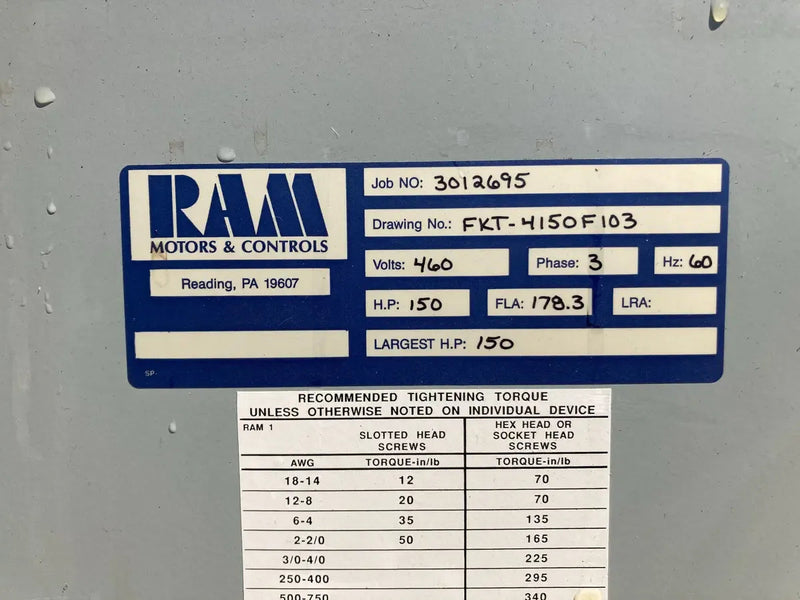 RAM
MOTORS & CONTROLS
Reading, PA 19607
SP-
Job NO: 3012695
Drawing No.: FKT-4150F103
Volts: 460 Phase: 3 Hz: 60
H.P: 150 FLA: 178.3 LRA:
LARGEST H.P: 150
RECOMMENDED TIGHTENING TORQUE
UNLESS OTHERWISE NOTED ON INDIVIDUAL DEVICE
RAM 1 SLOTTED HEAD SCREWS HEX HEAD OR SOCKET HEAD SCREWS
AWG TORQUE-in/lb TORQUE-in/lb
18-14 12 70
12-8 20 70
6-4 35 135
2-2/0 50 165
3/0-4/0 225
250-400 295
500-750 340